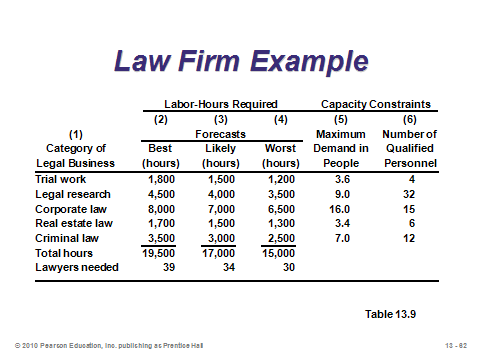 Law Firm Example
Labor-Hours Required Capacity Constraints
(2) (3) (4) (5) (6)
(1) Forecasts Maximum Number of
Category of Best Likely Worst Demand in Qualified
Legal Business (hours) (hours) (hours) People Personnel
Trial work 1,800 1,500 1,200 3.6 4
Legal research 4,500 4,000 3,500 9.0 32
Corporate law 8,000 7,000 6,500 16.0 15
Real estate law 1,700 1,500 1,300 3.4 6
Criminal law 3,500 3,000 2,500 7.0 12
Total hours 19,500 17,000 15,000
Lawyers needed 39 34 30
Table 13.9
© 2010 Pearson Education, Inc. publishing as Prentice Hall 13 - 62